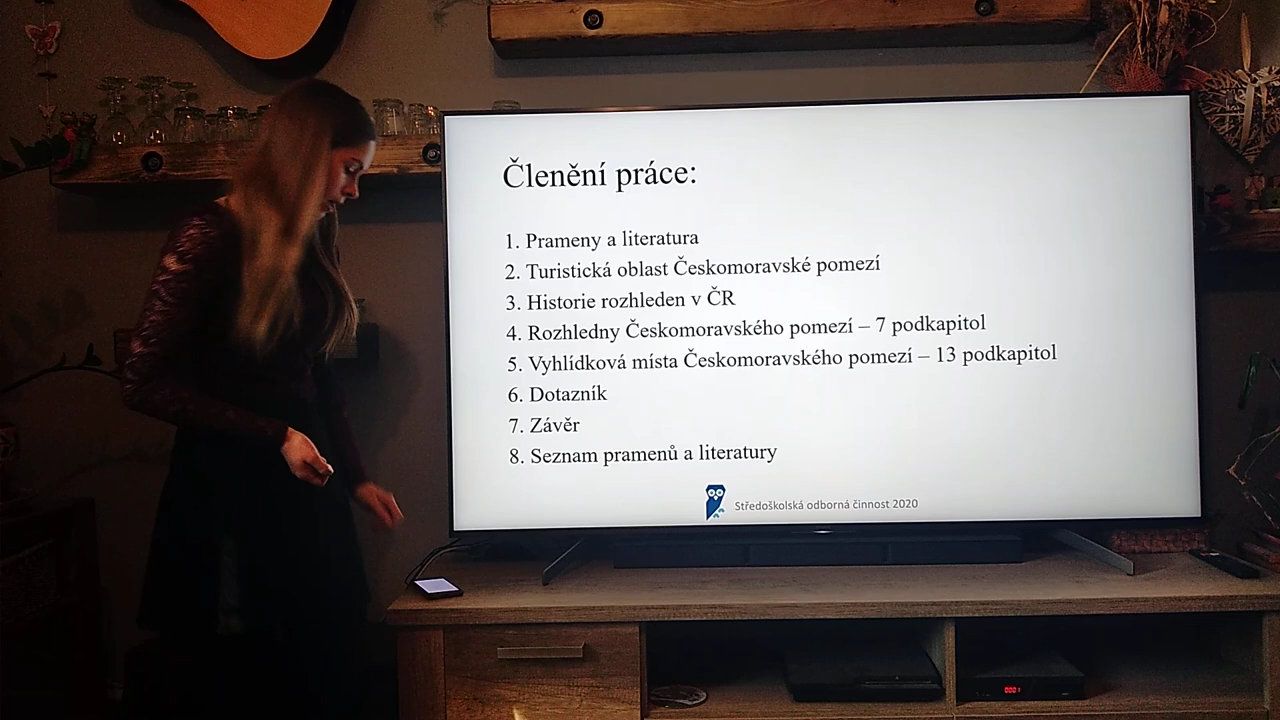 Členění práce:
1. Prameny a literatura
2. Turistická oblast Českomoravské pomezí
3. Historie rozhleden v ČR
4. Rozhledny Českomoravského pomezí – 7 podkapitol
5. Vyhlídková místa Českomoravského pomezí – 13 podkapitol
6. Dotazník
7. Závěr
8. Seznam pramenů a literatury
Středoškolská odborná činnost 2020